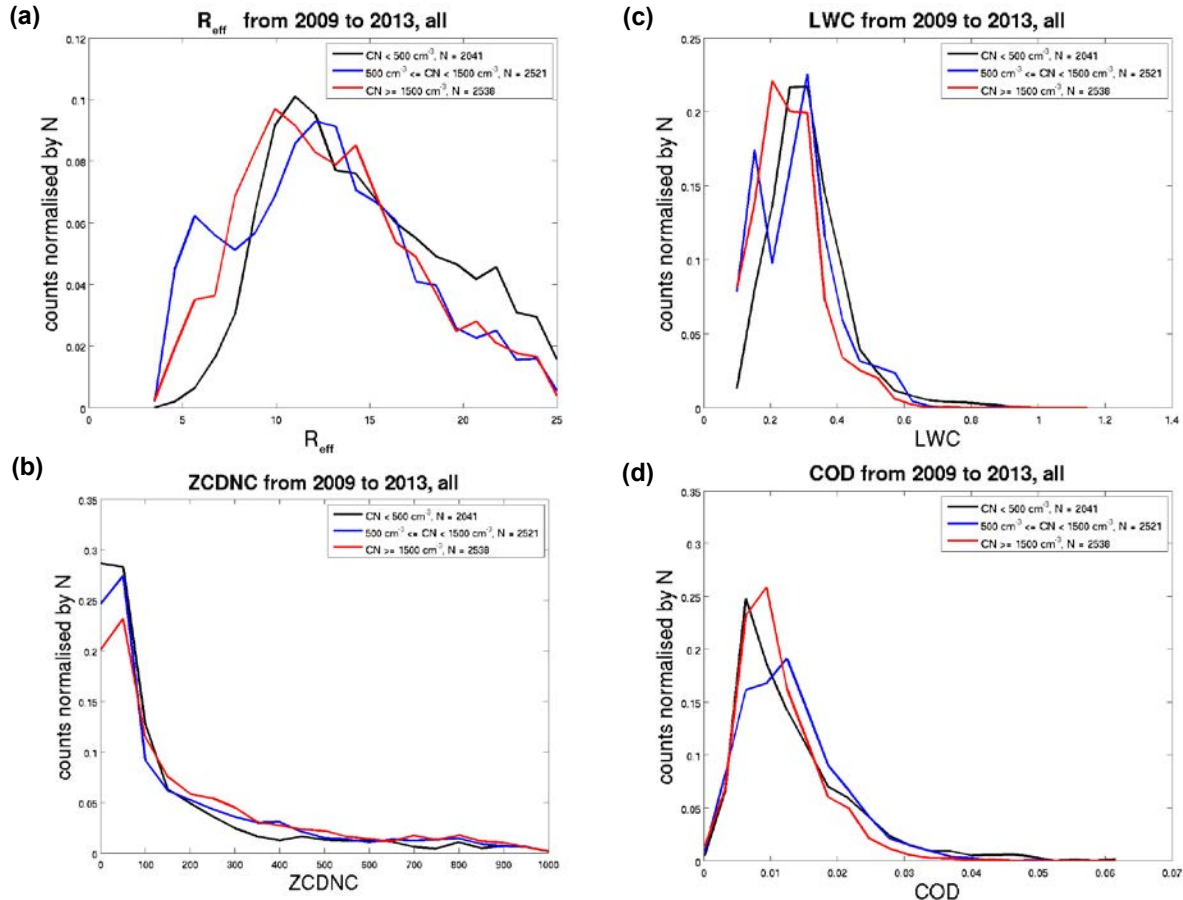 (a)
R_eff from 2009 to 2013, all
CN < 500 cm⁻³, N = 2041
500 cm⁻³ <= CN < 1500 cm⁻³, N = 2521
CN >= 1500 cm⁻³, N = 2538
counts normalised by N
0.12
0.1
0.08
0.06
0.04
0.02
0
0 5 10 15 20 25
R_eff
(c)
LWC from 2009 to 2013, all
CN < 500 cm⁻³, N = 2041
500 cm⁻³ <= CN < 1500 cm⁻³, N = 2521
CN >= 1500 cm⁻³, N = 2538
counts normalised by N
0.25
0.2
0.15
0.1
0.05
0
0 0.2 0.4 0.6 0.8 1 1.2 1.4
LWC
(b)
ZCDNC from 2009 to 2013, all
CN < 500 cm⁻³, N = 2041
500 cm⁻³ <= CN < 1500 cm⁻³, N = 2521
CN >= 1500 cm⁻³, N = 2538
counts normalised by N
0.35
0.3
0.25
0.2
0.15
0.1
0.05
0
0 100 200 300 400 500 600 700 800 900 1000
ZCDNC
(d)
COD from 2009 to 2013, all
CN < 500 cm⁻³, N = 2041
500 cm⁻³ <= CN < 1500 cm⁻³, N = 2521
CN >= 1500 cm⁻³, N = 2538
counts normalised by N
0.35
0.3
0.25
0.2
0.15
0.1
0.05
0
0 0.01 0.02 0.03 0.04 0.05 0.06 0.07
COD